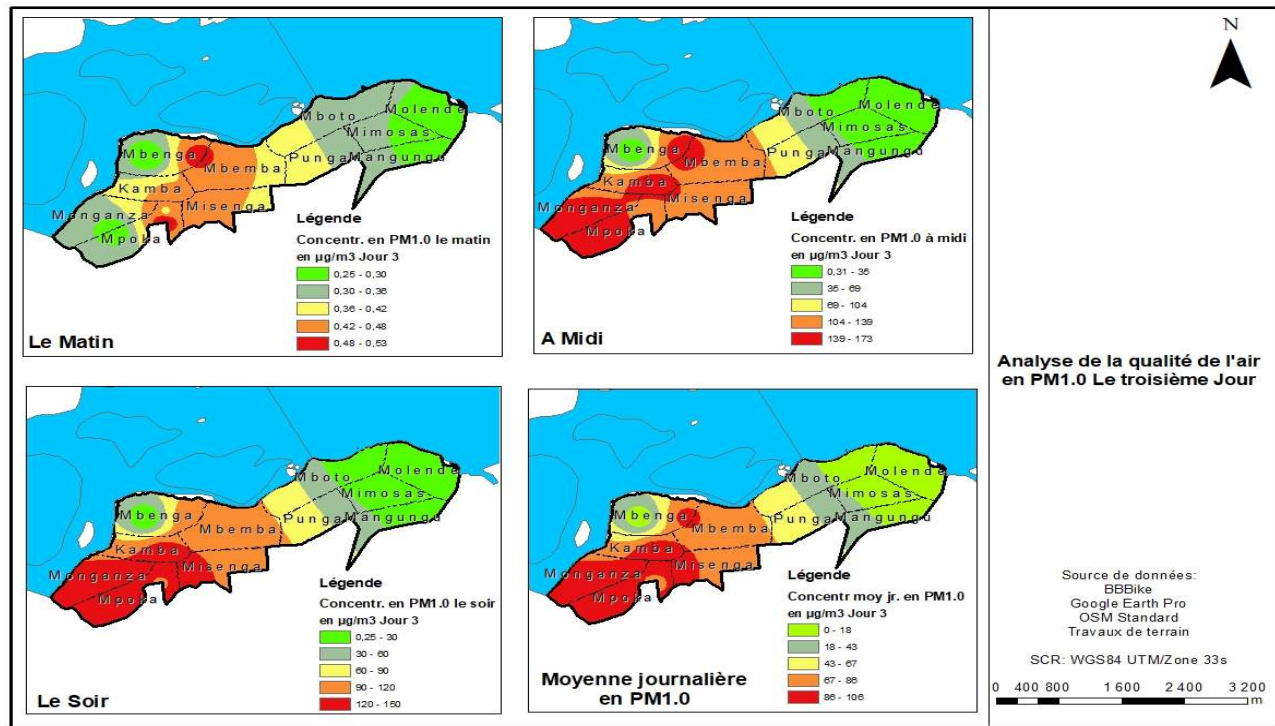 Mboto
Molende
Mimosas
Mbenga
Mbemba
Punga
Mangungu
Kamba
Misenga
Monganza
Mpoka
Légende
Concentr. en PM1.0 le matin
en µg/m3 Jour 3
0,25 - 0,30
0,30 - 0,36
0,36 - 0,42
0,42 - 0,48
0,48 - 0,53
Le Matin
Mboto
Molende
Mimosas
Mbenga
Mbemba
Punga
Mangungu
Kamba
Misenga
Monganza
Mpoka
Légende
Concentr. en PM1.0 à midi
en µg/m3 Jour 3
0,31 - 35
35 - 69
69 - 104
104 - 139
139 - 173
A Midi
Mboto
Molende
Mimosas
Mbenga
Mbemba
Punga
Mangungu
Kamba
Misenga
Monganza
Mpoka
Légende
Concentr. en PM1.0 le soir
en µg/m3 Jour 3
0,25 - 30
30 - 60
60 - 90
90 - 120
120 - 150
Le Soir
Mboto
Molende
Mimosas
Mbenga
Mbemba
Punga
Mangungu
Kamba
Misenga
Monganza
Mpoka
Légende
Concentr moy jr. en PM1.0
en µg/m3 Jour 3
0 - 18
18 - 43
43 - 67
67 - 86
86 - 106
Moyenne journalière
en PM1.0
N
Analyse de la qualité de l'air
en PM1.0 Le troisième Jour
Source de données:
BBBike
Google Earth Pro
OSM Standard
Travaux de terrain
SCR: WGS84 UTM/Zone 33s
0 400 800 1 600 2 400 3 200
m